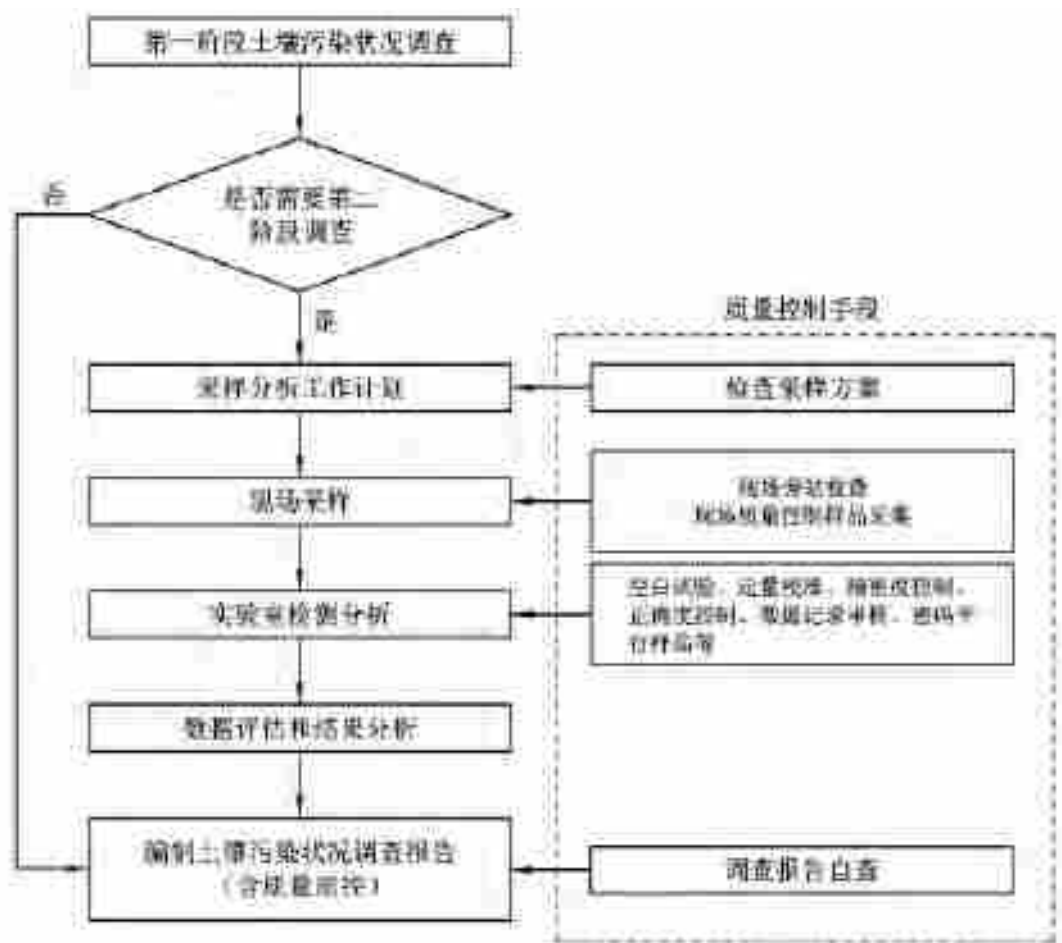 第一阶段土壤污染状况调查
否
是否需要第二
阶段调查
是
质量控制手段
采样分析工作计划
检查采样方案
现场采样
现场旁站检查
现场质量控制样品采集
实验室检测分析
空白试验、定量校准、精密度控制、
正确度控制、数据记录审核、密码平
行样品等
数据评估和结果分析
编制土壤污染状况调查报告
（含质量质控）
调查报告自查